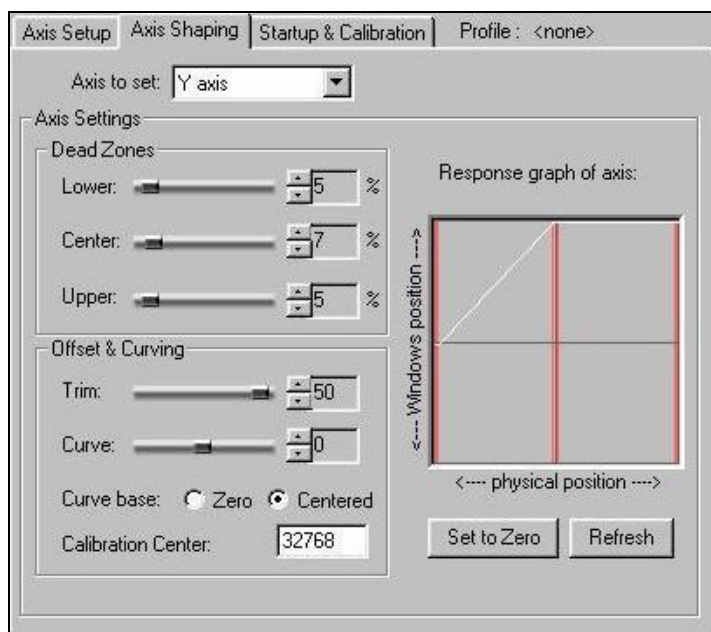 Axis Setup Axis Shaping Startup & Calibration Profile : <none>
Axis to set: Y axis
Axis Settings
Dead Zones
Lower: 5 %
Center: 7 %
Upper: 5 %
Offset & Curving
Trim: 50
Curve: 0
Curve base: Zero Centered
Calibration Center: 32768
Response graph of axis:
<--- Windows position --->
<---- physical position ---->
Set to Zero Refresh